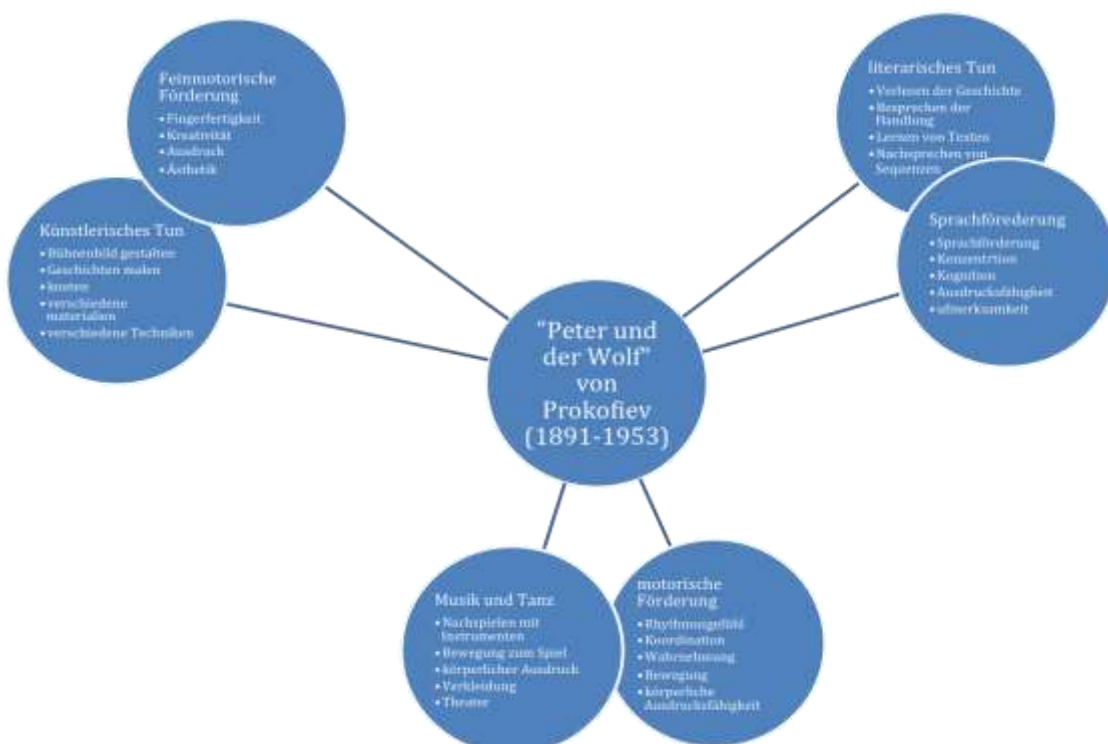 Feinmotorische
Förderung
• Fingerfertigkeit
• Kreativität
• Ausdruck
• Ästhetik
Künstlerisches Tun
• Bühnenbild gestalten
• Geschichten malen
• kneten
• verschiedene
materialien
• verschiedene Techniken
literarisches Tun
• Verlesen der Geschichte
• Besprechen der
Handlung
• Lernen von Texten
• Nachsprechen von
Sequenzen
Sprachförederung
• Sprachförderung
• Konzentrtion
• Kognition
• Ausdrucksfähigkeit
• ufmerksamkeit
"Peter und
der Wolf"
von
Prokofiev
(1891-1953)
Musik und Tanz
• Nachspielen mit
Instrumenten
• Bewegung zum Spiel
• körperlicher Ausdruck
• Verkleidung
• Theater
motorische
Förderung
• Rhythmusgefühl
• Koordination
• Wahrnehmung
• Bewegung
• körperliche
Ausdrucksfähigkeit